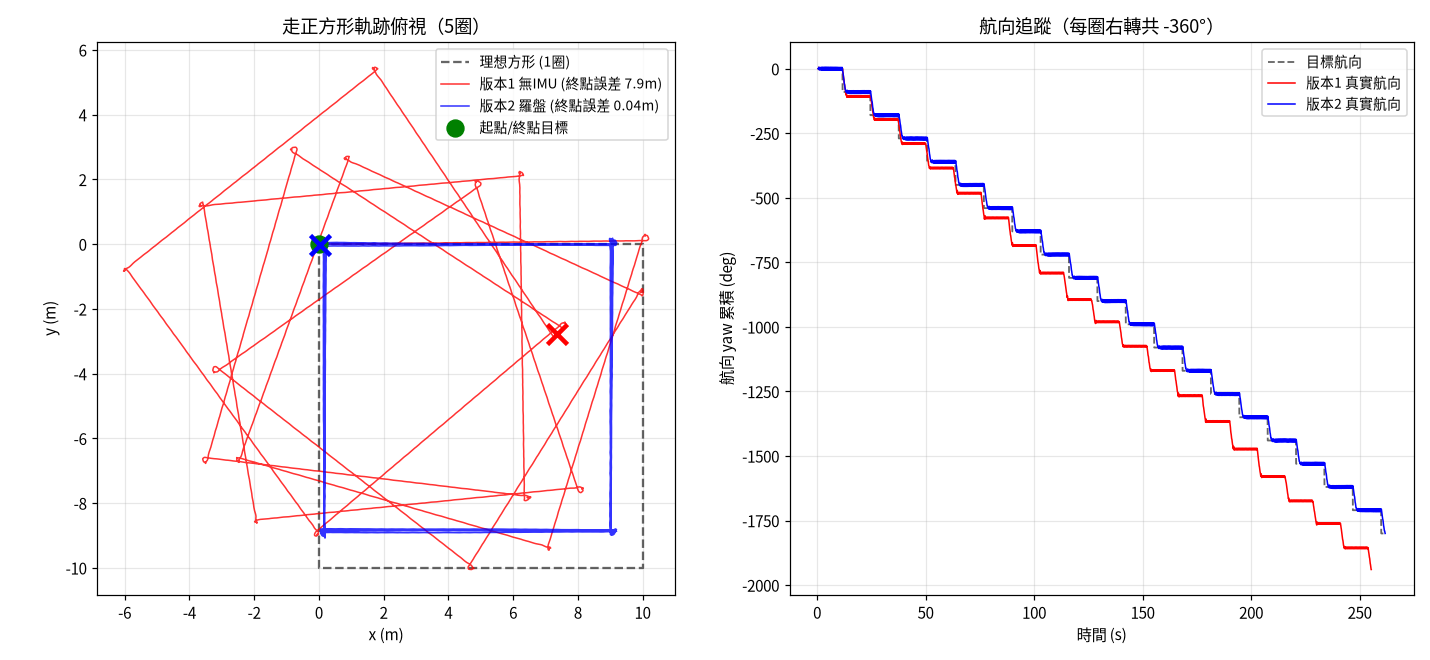 走正方形軌跡俯視（5圈）
6
4
2
0
-2
-4
-6
-8
-10
y (m)
理想方形 (1圈)
版本1 無IMU (終點誤差 7.9m)
版本2 羅盤 (終點誤差 0.04m)
起點/終點目標
-6
-4
-2
0
2
4
6
8
10
x (m)
航向追蹤（每圈右轉共 -360°）
0
-250
-500
-750
-1000
-1250
-1500
-1750
-2000
航向 yaw 累積 (deg)
目標航向
版本1 真實航向
版本2 真實航向
0
50
100
150
200
250
時間 (s)